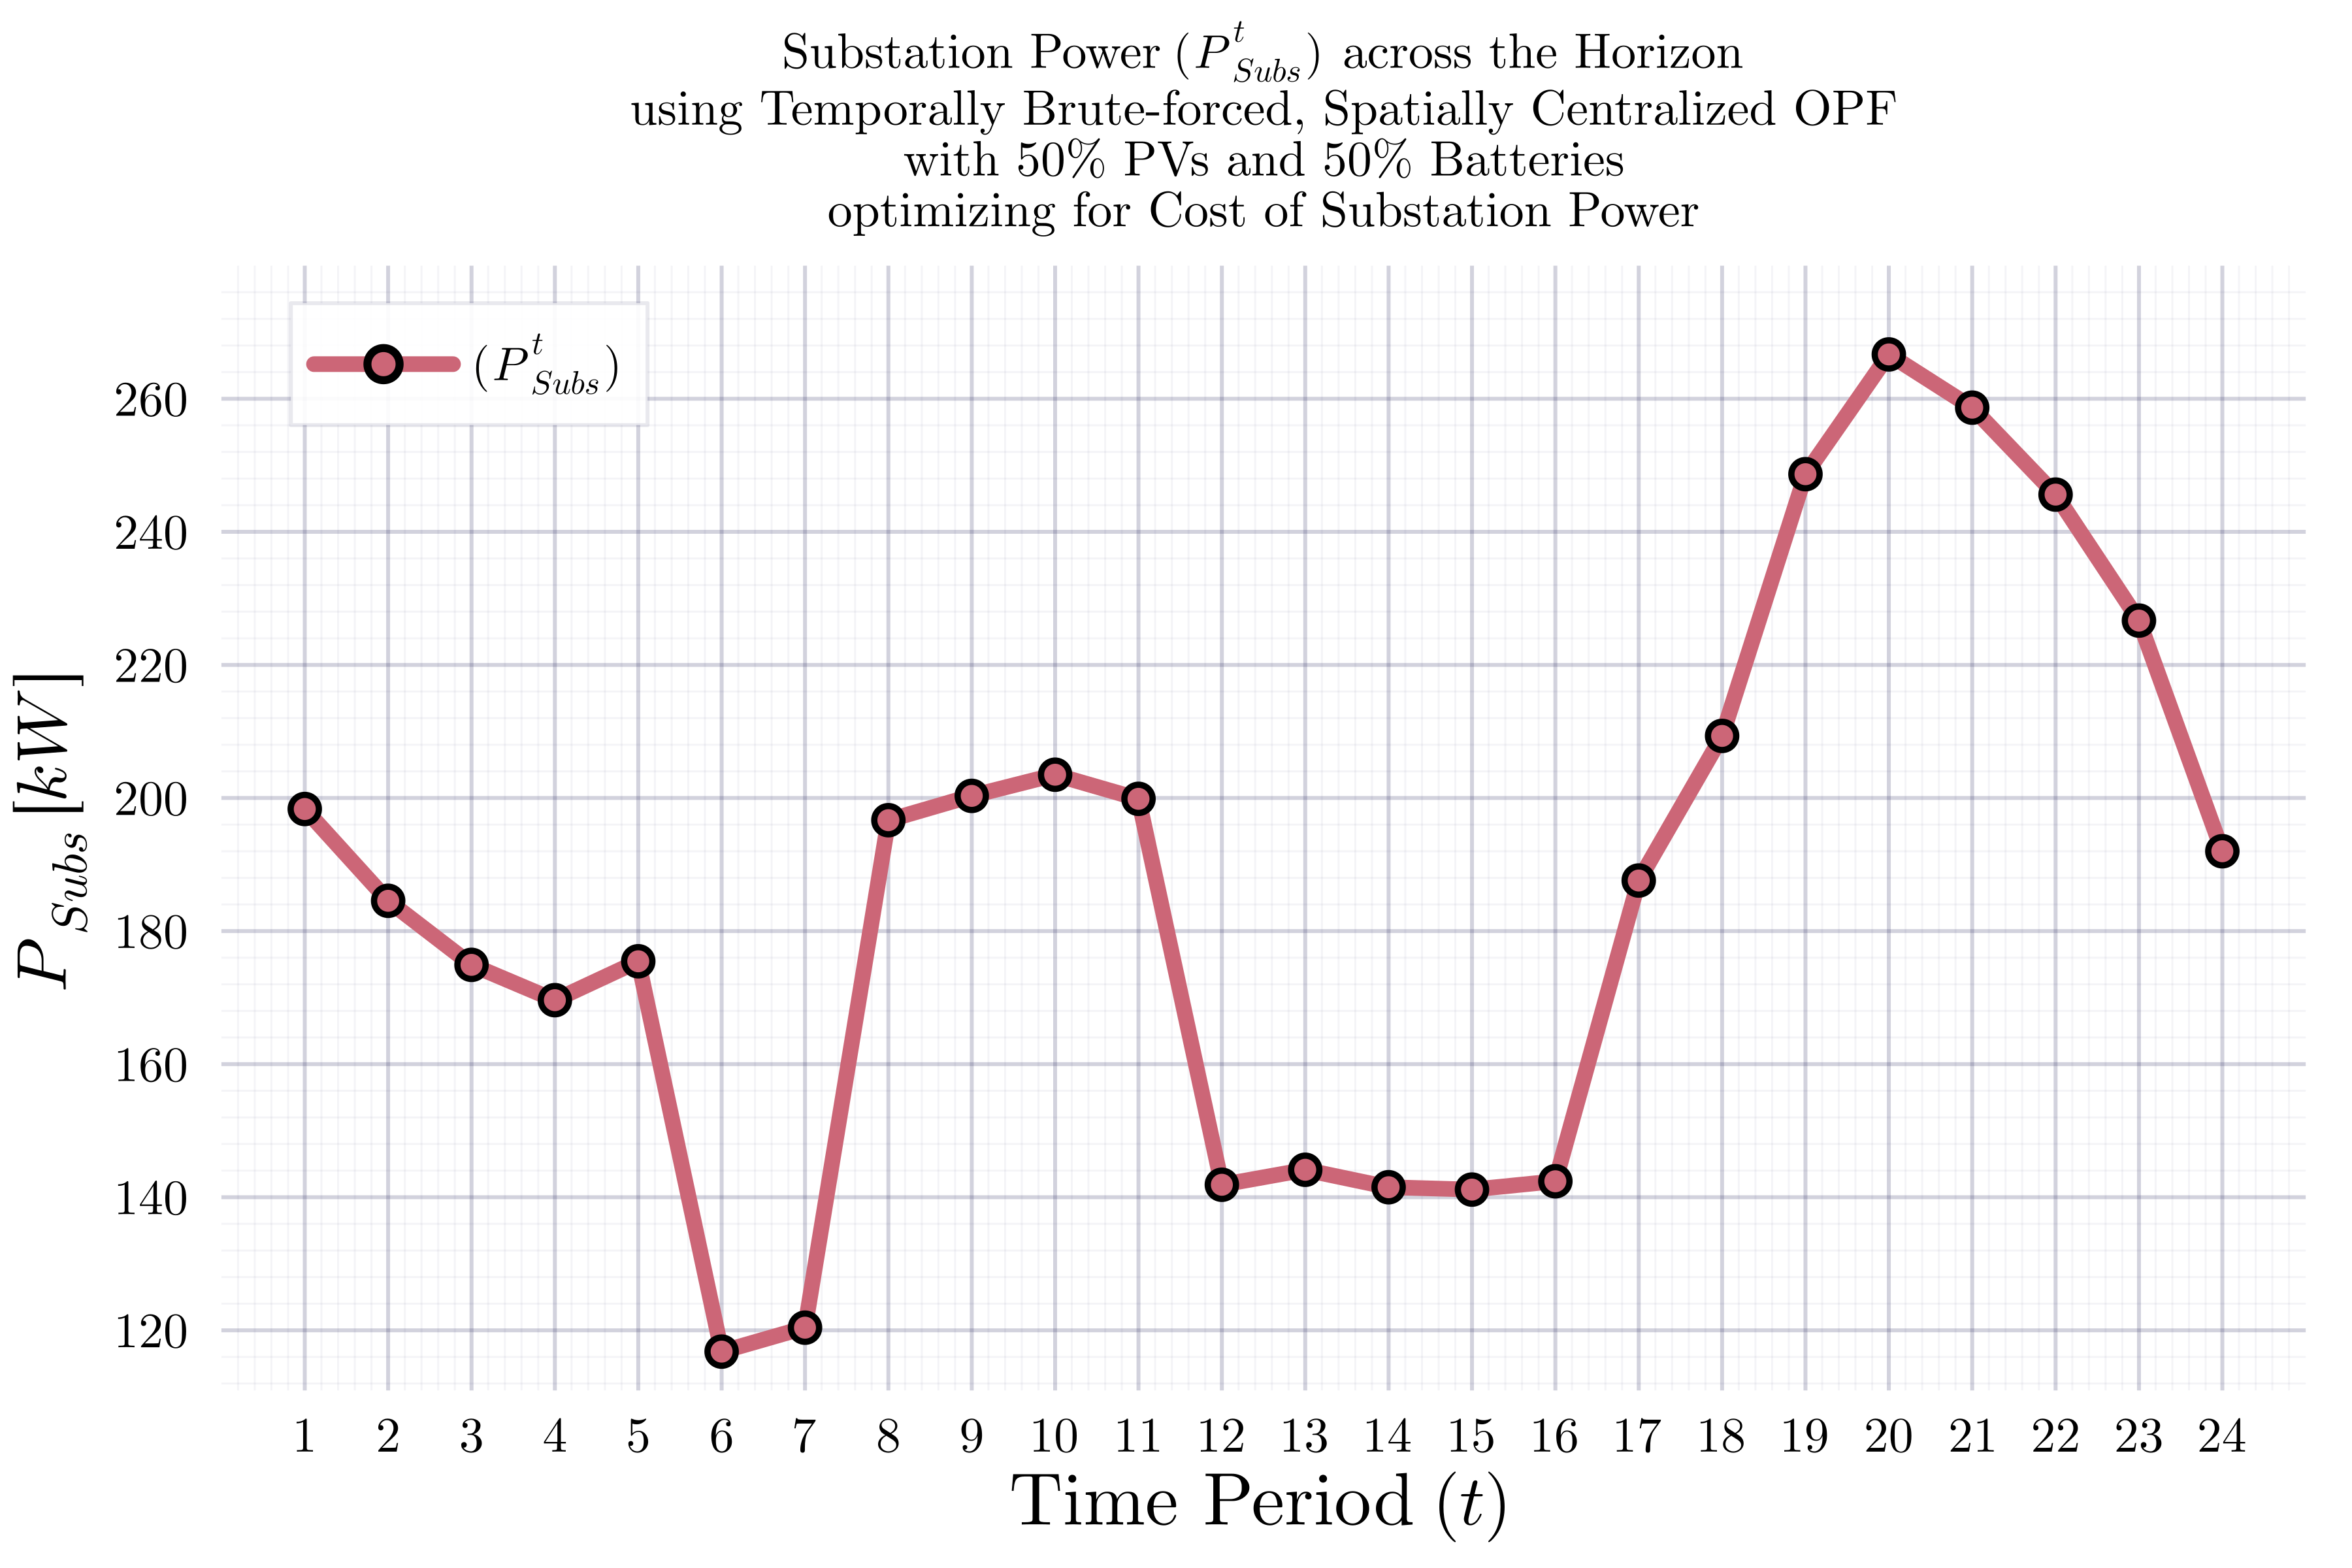 Substation Power (P^t_Subs) across the Horizon
using Temporally Brute-forced, Spatially Centralized OPF
with 50% PVs and 50% Batteries
optimizing for Cost of Substation Power
(P^t_Subs)
P_Subs [kW]
260
240
220
200
180
160
140
120
1 2 3 4 5 6 7 8 9 10 11 12 13 14 15 16 17 18 19 20 21 22 23 24
Time Period (t)